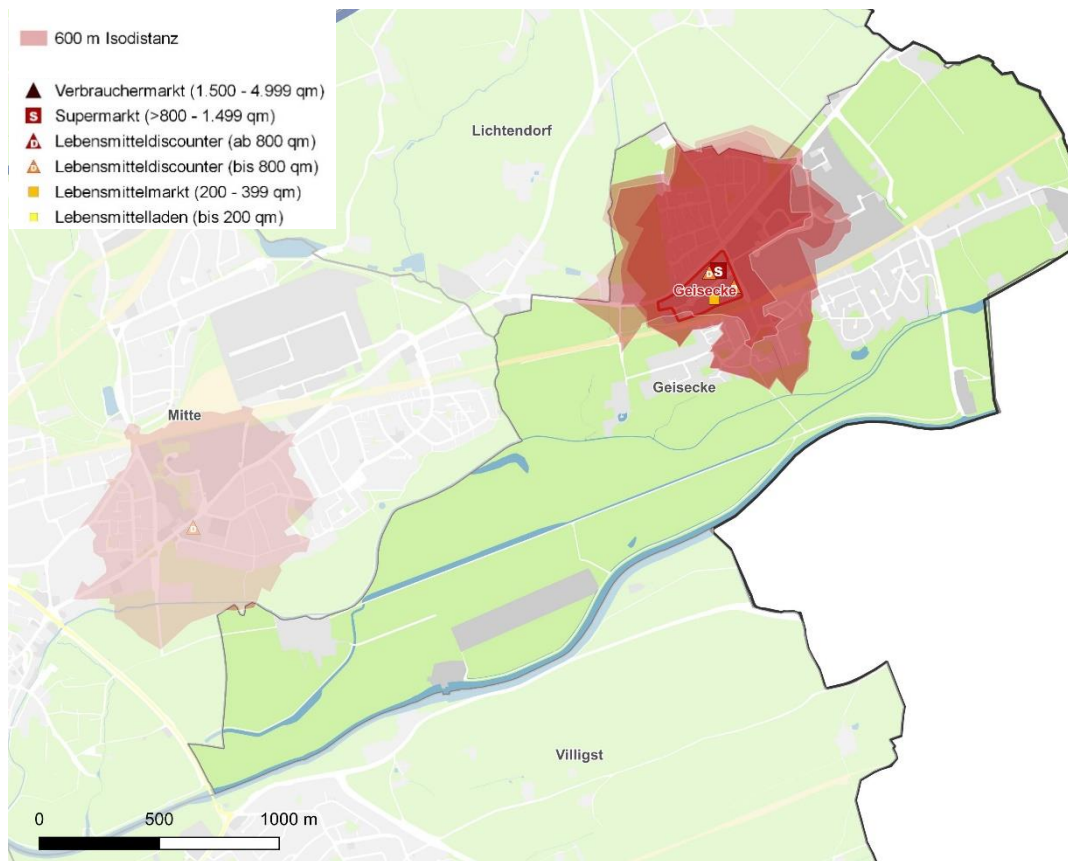 600 m Isodistanz
Verbrauchermarkt (1.500 - 4.999 qm)
S Supermarkt (>800 - 1.499 qm)
D Lebensmitteldiscounter (ab 800 qm)
D Lebensmitteldiscounter (bis 800 qm)
Lebensmittelmarkt (200 - 399 qm)
Lebensmittelladen (bis 200 qm)
Lichtendorf
D S
Geisecke
Geisecke
Mitte
D
Villigst
0 500 1000 m